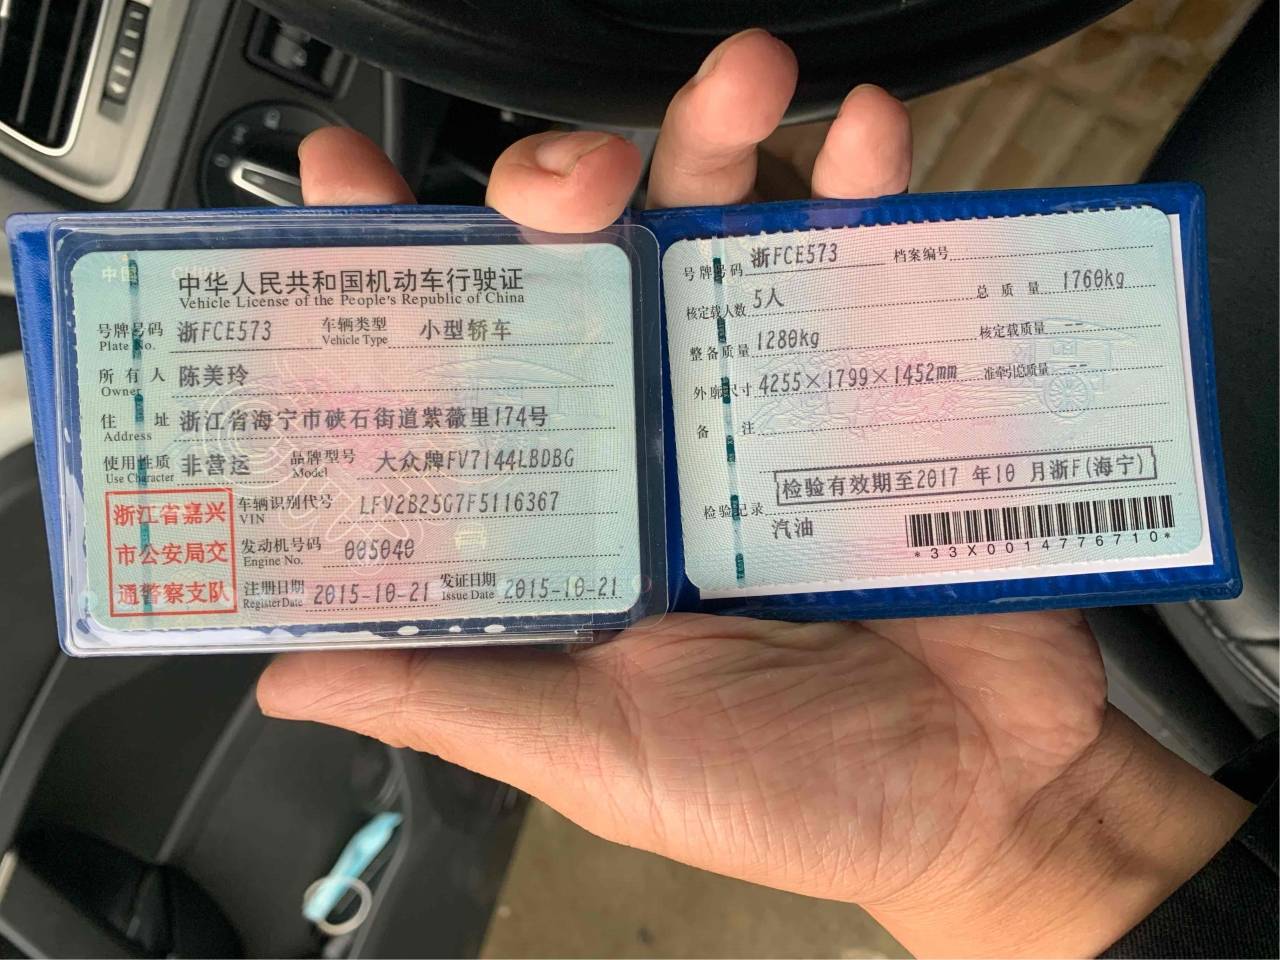 中华人民共和国机动车行驶证
Vehicle License of the People's Republic of China
号牌号码 浙FCE573 车辆类型 小型轿车
Plate No. Vehicle Type
所有人 陈美玲
Owner
住址 浙江省海宁市硖石街道紫薇里174号
Address
使用性质 非营运 品牌型号 大众牌FV7144LBDBG
Use Character Model
浙江省嘉兴
市公安局交
通警察支队
车辆识别代号 LFV2B25G7F5116367
VIN
发动机号码 005040
Engine No.
注册日期 2015-10-21 发证日期 2015-10-21
Register Date Issue Date
号牌号码 浙FCE573 档案编号
核定载人数 5人 总质量 1760kg
整备质量 1280kg 核定载质量 --
外廓尺寸 4255×1799×1452mm 准牵引总质量 --
备注
检验有效期至2017 年10 月浙F(海宁)
检验记录
汽油
*33X0014776710*